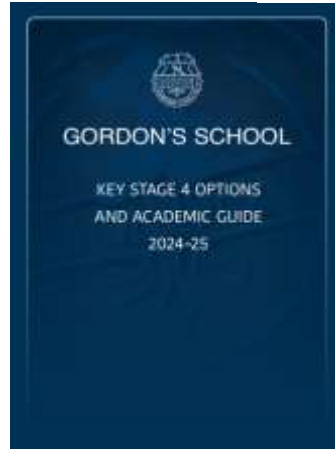 GORDON'S SCHOOL
KEY STAGE 4 OPTIONS
AND ACADEMIC GUIDE
2024-25